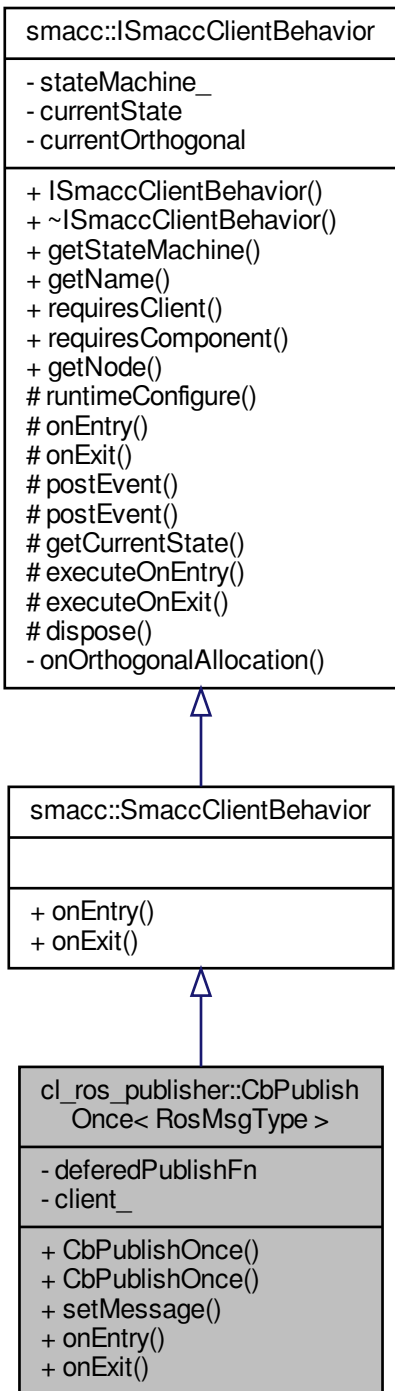 smacc::ISmaccClientBehavior
- stateMachine_
- currentState
- currentOrthogonal
+ ISmaccClientBehavior()
+ ~ISmaccClientBehavior()
+ getStateMachine()
+ getName()
+ requiresClient()
+ requiresComponent()
+ getNode()
# runtimeConfigure()
# onEntry()
# onExit()
# postEvent()
# postEvent()
# getCurrentState()
# executeOnEntry()
# executeOnExit()
# dispose()
- onOrthogonalAllocation()
smacc::SmaccClientBehavior
+ onEntry()
+ onExit()
cl_ros_publisher::CbPublish
Once< RosMsgType >
- deferedPublishFn
- client_
+ CbPublishOnce()
+ CbPublishOnce()
+ setMessage()
+ onEntry()
+ onExit()